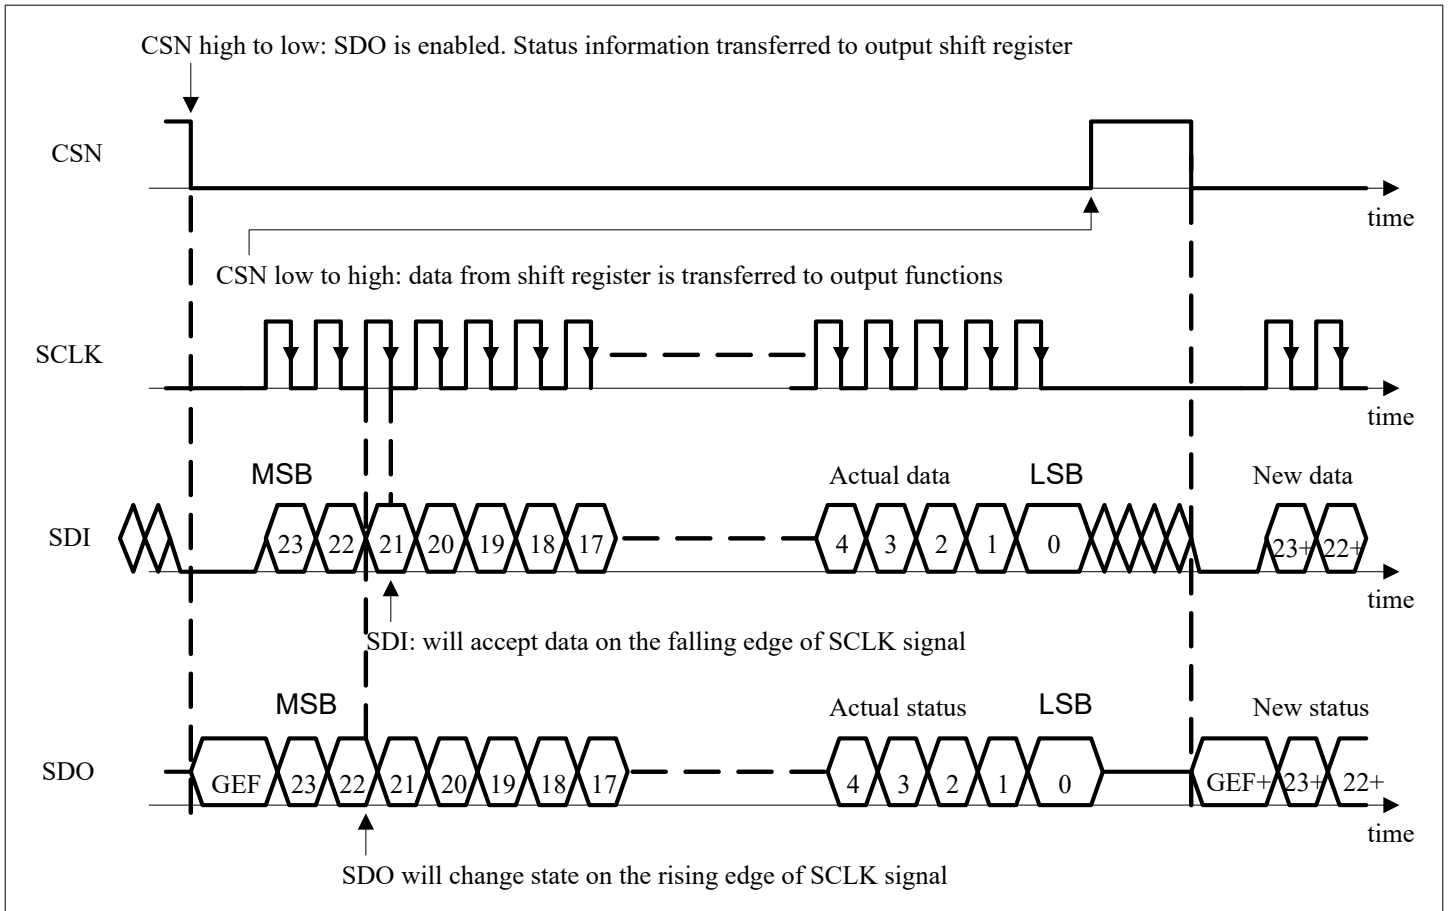 CSN high to low: SDO is enabled. Status information transferred to output shift register
CSN
time
CSN low to high: data from shift register is transferred to output functions
SCLK
time
MSB Actual data LSB New data
SDI 23 22 21 20 19 18 17 4 3 2 1 0 23+ 22+
time
SDI: will accept data on the falling edge of SCLK signal
MSB Actual status LSB New status
SDO GEF 23 22 21 20 19 18 17 4 3 2 1 0 GEF+ 23+ 22+
time
SDO will change state on the rising edge of SCLK signal